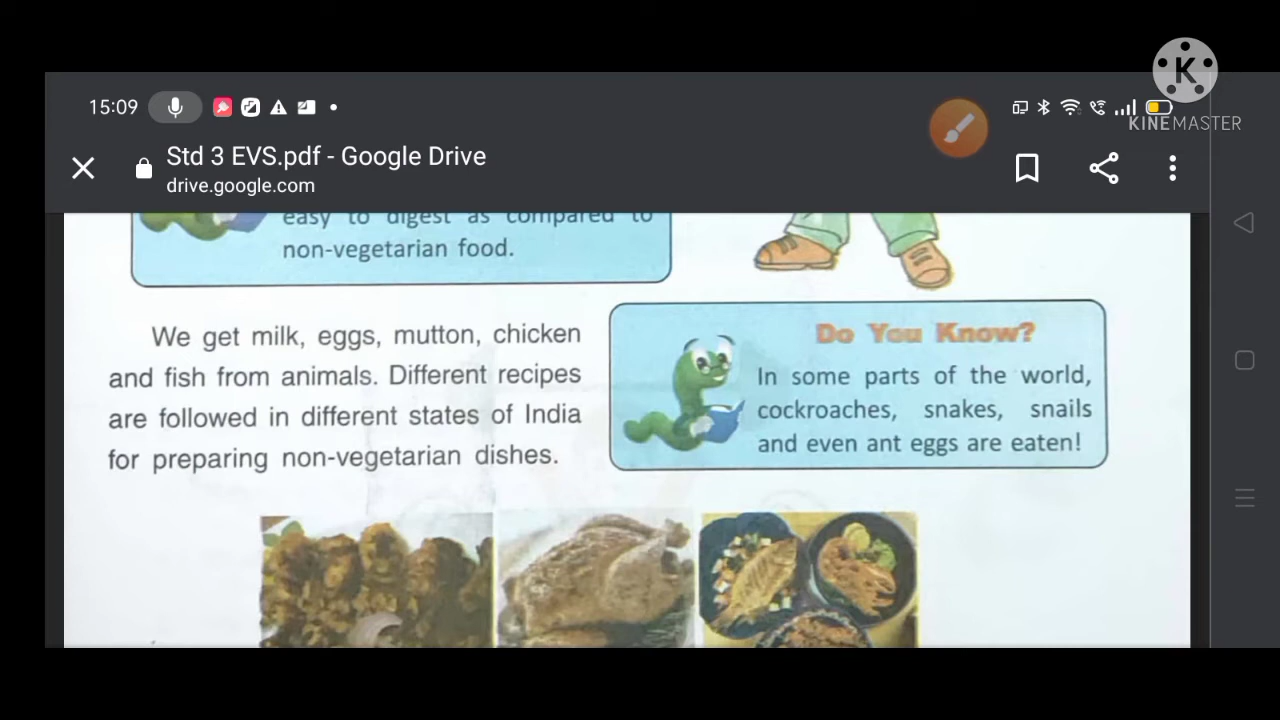 K
KINEMASTER
15:09
Std 3 EVS.pdf - Google Drive
drive.google.com
easy to digest as compared to
non-vegetarian food.
We get milk, eggs, mutton, chicken
and fish from animals. Different recipes
are followed in different states of India
for preparing non-vegetarian dishes.
Do You Know?
In some parts of the world,
cockroaches, snakes, snails
and even ant eggs are eaten!